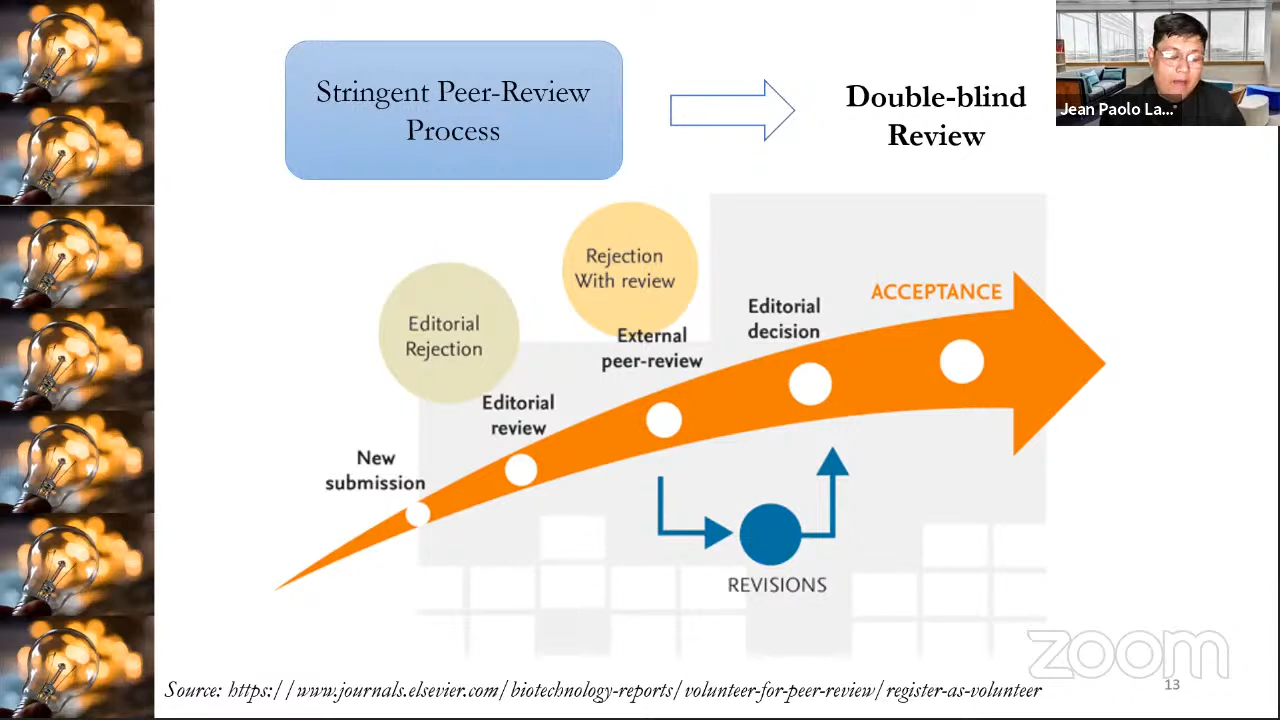 Stringent Peer-Review
Process
Double-blind
Review
Jean Paolo La...
Rejection
With review
Editorial
Rejection
External
peer-review
Editorial
decision
ACCEPTANCE
Editorial
review
New
submission
REVISIONS
zoom
Source: https://www.journals.elsevier.com/biotechnology-reports/volunteer-for-peer-review/register-as-volunteer
13